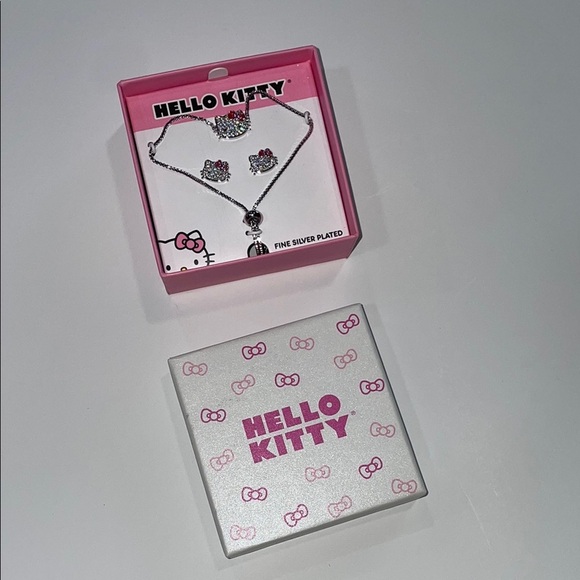 HELLO KITTY®
FINE SILVER PLATED
HELLO
KITTY®